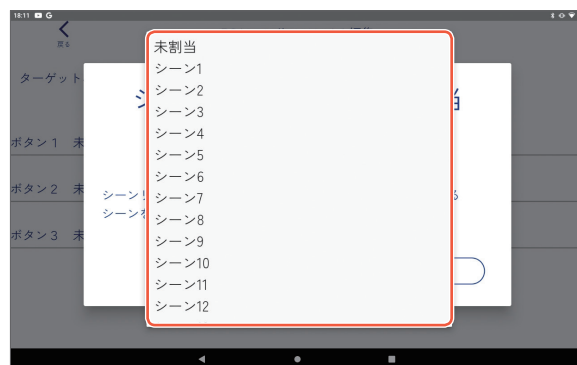 18:11 G
戻る
ターゲット
未割当
シーン1
シーン2
シーン3
シーン4
シーン5
シーン6
シーン7
シーン8
シーン9
シーン10
シーン11
シーン12
当
ボタン1 未
ボタン2 未
シーン
る
シーンを
ボタン3 未